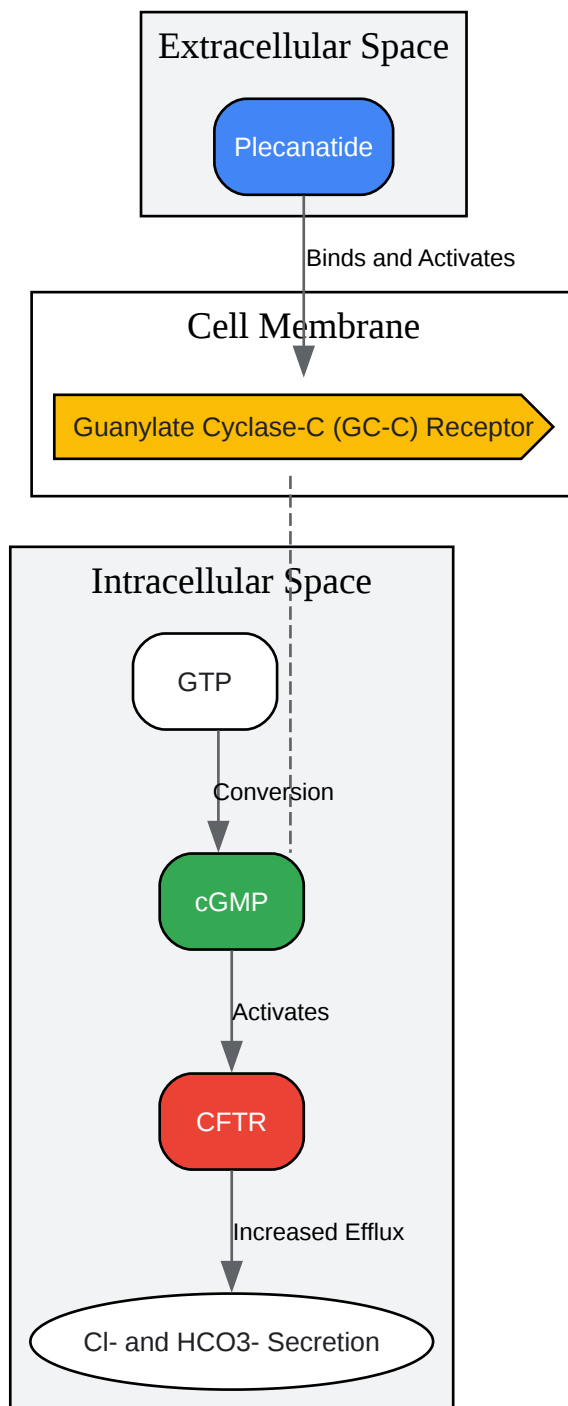 Extracellular Space
Plecanatide
Binds and Activates
Cell Membrane
Guanylate Cyclase-C (GC-C) Receptor
Intracellular Space
GTP
Conversion
cGMP
Activates
CFTR
Increased Efflux
Cl- and HCO3- Secretion